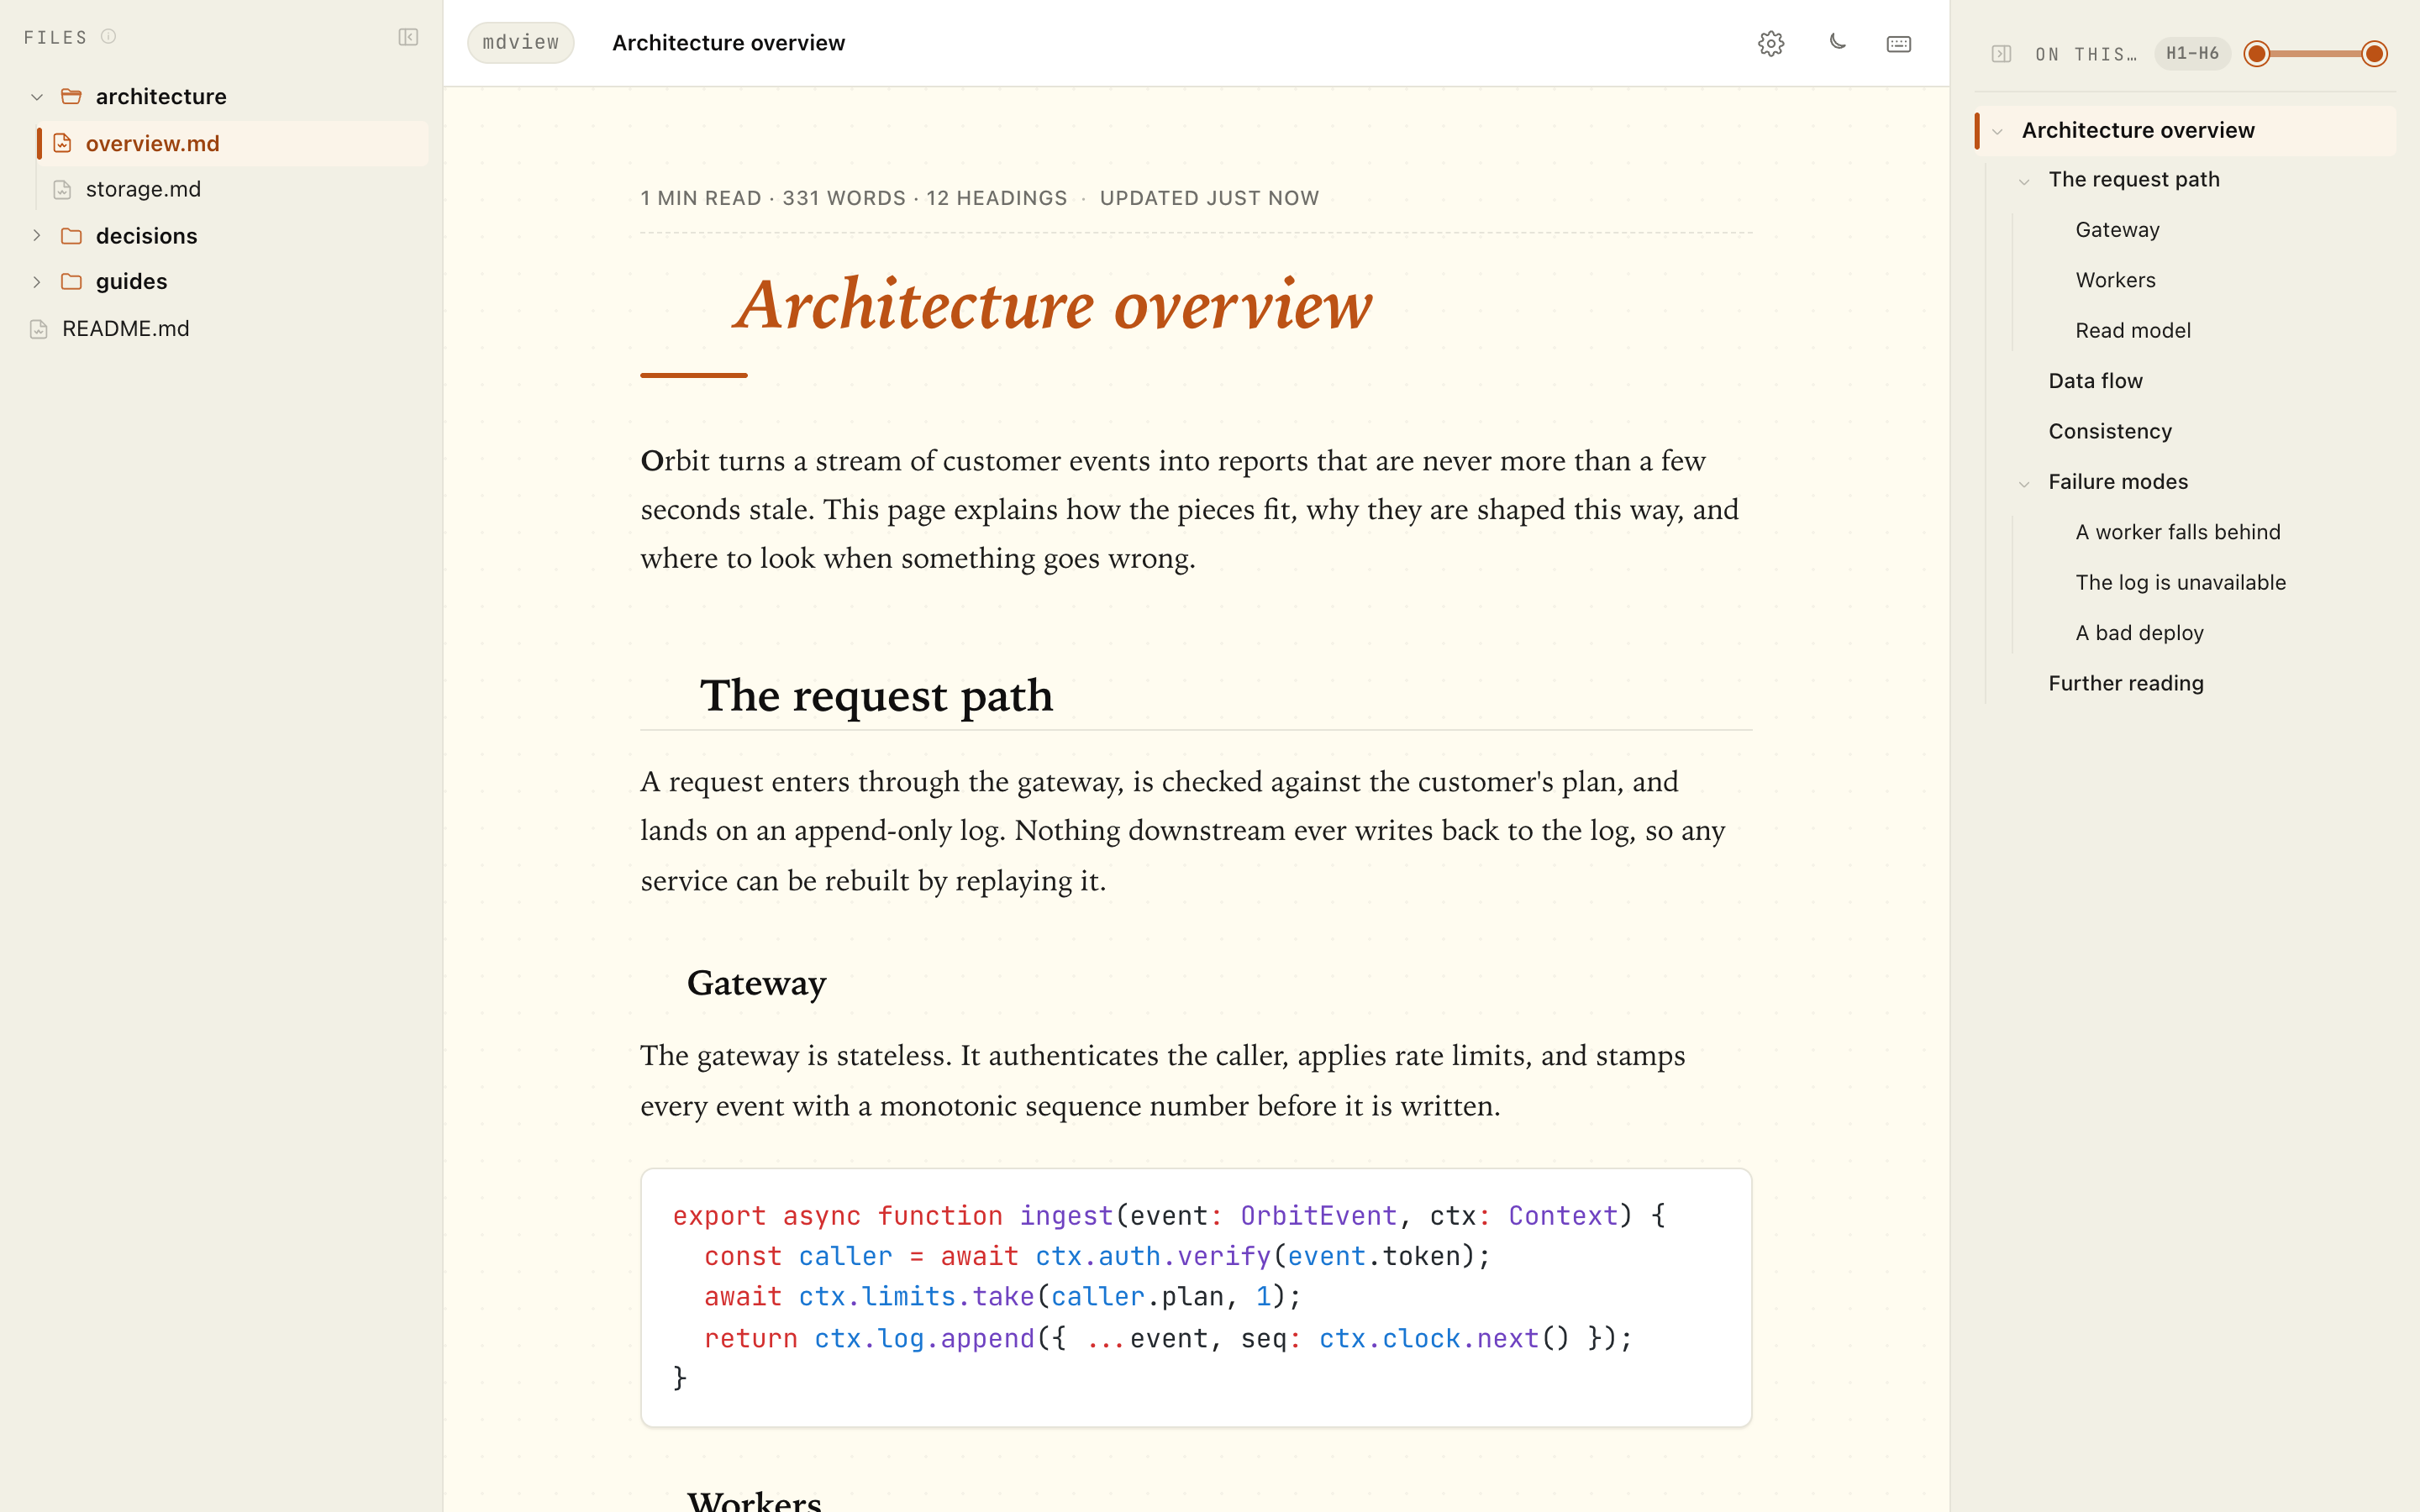 FILES
architecture
overview.md
storage.md
decisions
guides
README.md
mdview
Architecture overview
1 MIN READ · 331 WORDS · 12 HEADINGS · UPDATED JUST NOW
Architecture overview
Orbit turns a stream of customer events into reports that are never more than a few
seconds stale. This page explains how the pieces fit, why they are shaped this way, and
where to look when something goes wrong.
The request path
A request enters through the gateway, is checked against the customer's plan, and
lands on an append-only log. Nothing downstream ever writes back to the log, so any
service can be rebuilt by replaying it.
Gateway
The gateway is stateless. It authenticates the caller, applies rate limits, and stamps
every event with a monotonic sequence number before it is written.
export async function ingest(event: OrbitEvent, ctx: Context) {
  const caller = await ctx.auth.verify(event.token);
  await ctx.limits.take(caller.plan, 1);
  return ctx.log.append({ ...event, seq: ctx.clock.next() });
}
Workers
ON THIS…
H1–H6
Architecture overview
The request path
Gateway
Workers
Read model
Data flow
Consistency
Failure modes
A worker falls behind
The log is unavailable
A bad deploy
Further reading